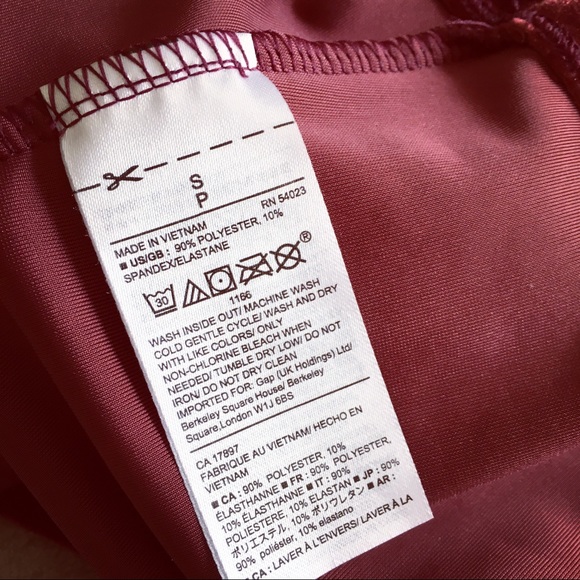 S
P
MADE IN VIETNAM RN 54023
■ US/GB : 90% POLYESTER, 10%
SPANDEX/ELASTANE
30 ®
1166
WASH INSIDE OUT/ MACHINE WASH
COLD GENTLE CYCLE/ WASH AND DRY
WITH LIKE COLORS/ ONLY
NON-CHLORINE BLEACH WHEN
NEEDED/ TUMBLE DRY LOW/ DO NOT
IRON/ DO NOT DRY CLEAN
IMPORTED FOR: Gap (UK Holdings) Ltd/
Berkeley Square House/ Berkeley
Square,London W1J 6BS
CA 17897
FABRIQUE AU VIETNAM/ HECHO EN
VIETNAM
■ CA : 90% POLYESTER, 10%
ÉLASTHANNE ■ FR : 90% POLYESTER,
10% ÉLASTHANNE ■ IT : 90%
POLIESTERE, 10% ELASTAN ■ JP : 90%
ポリエステル, 10% ポリウレタン ■ AR :
90% poliéster, 10% elastano
■ CA : LAVER À L'ENVERS/ LAVER À LA